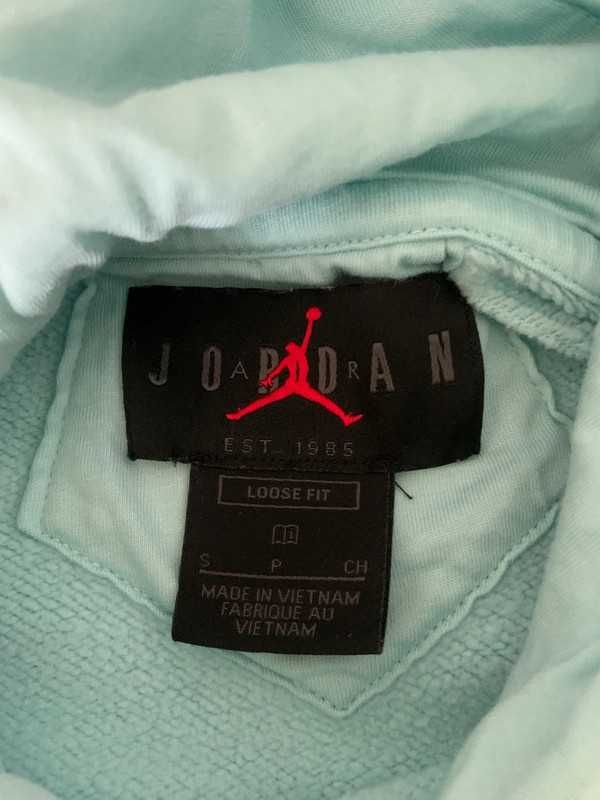 JORDAN
AIR
EST. 1985
LOOSE FIT
S P CH
MADE IN VIETNAM
FABRIQUE AU
VIETNAM